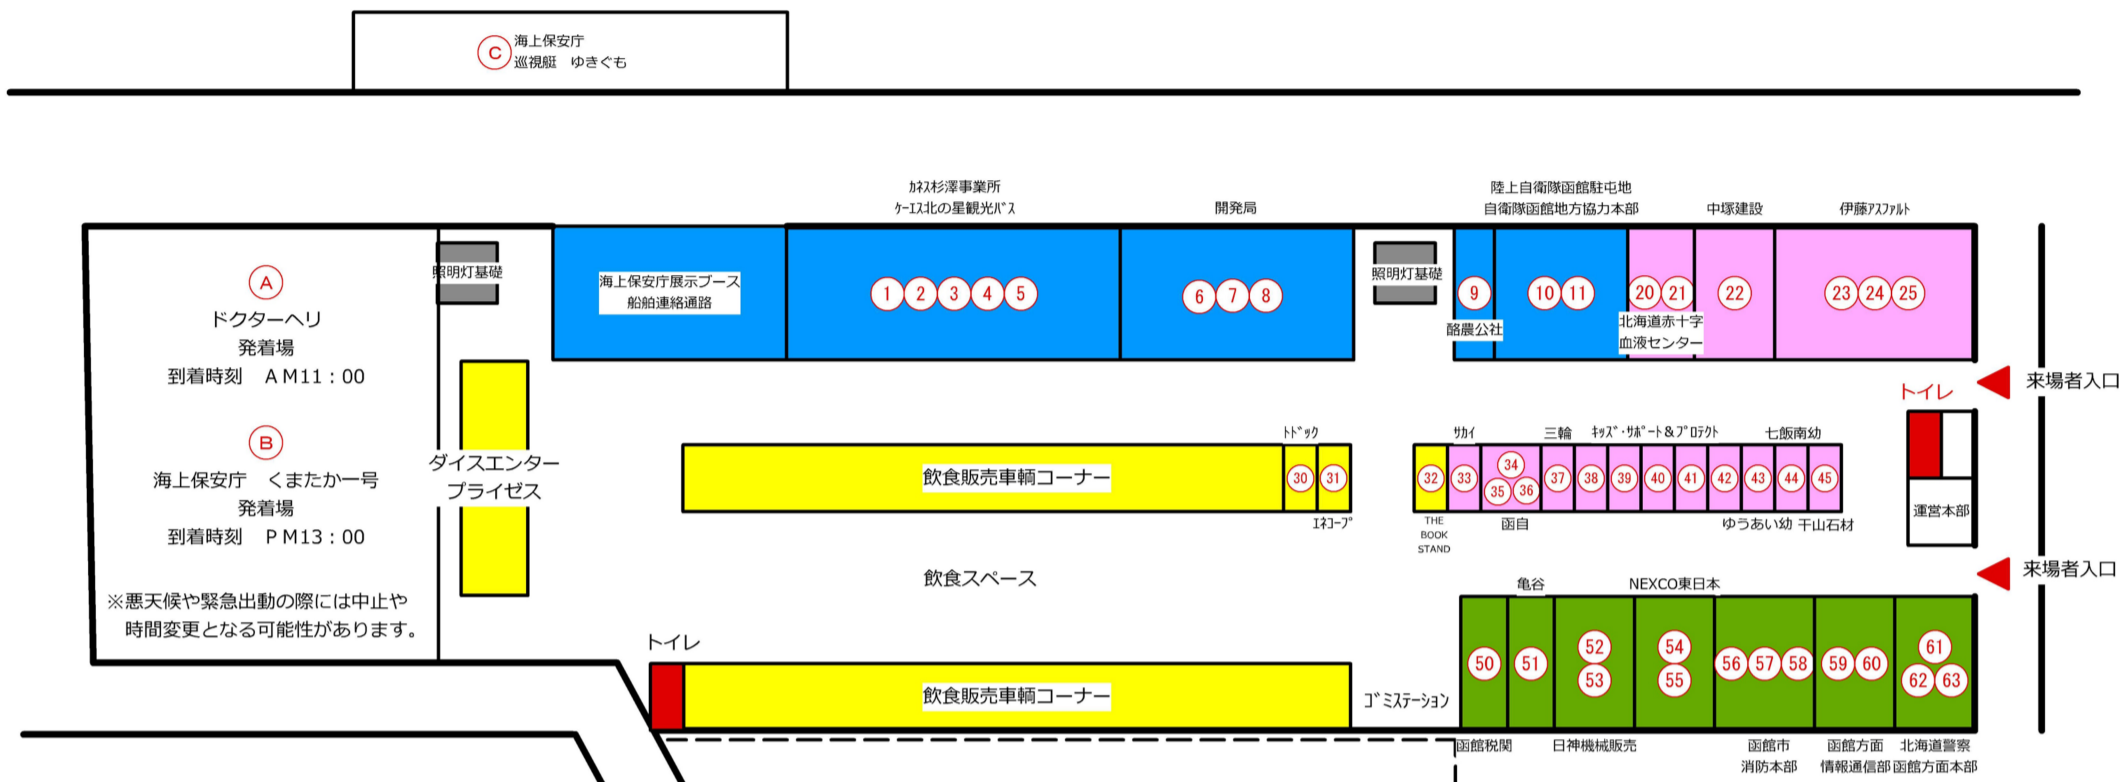 C
海上保安庁
巡視艇 ゆきぐも
ｶﾈｽ杉澤事業所
ｹｰｴｽ北の星観光ﾊﾞｽ
開発局
陸上自衛隊函館駐屯地
自衛隊函館地方協力本部
中塚建設
伊藤ｱｽﾌｧﾙﾄ
A
ドクターヘリ
発着場
到着時刻 AM11：00
B
海上保安庁 くまたか一号
発着場
到着時刻 PM13：00
※悪天候や緊急出動の際には中止や
時間変更となる可能性があります。
照明灯基礎
海上保安庁展示ブース
船舶連絡通路
1 2 3 4 5
6 7 8
照明灯基礎
9
酪農公社
10 11
20 21
北海道赤十字
血液センター
22
23 24 25
来場者入口
トイレ
運営本部
来場者入口
ダイスエンター
プライゼス
飲食販売車輌コーナー
ﾄﾄﾞｯｸ
30 31
ｴﾈｺｰﾌﾟ
ｻｶｲ
三輪
ｷｯｽﾞ･ｻﾎﾟｰﾄ＆ﾌﾟﾛﾃｸﾄ
七飯南幼
32 33 34 35 36 37 38 39 40 41 42 43 44 45
THE
BOOK
STAND
函自
ゆうあい幼
干山石材
飲食スペース
トイレ
飲食販売車輌コーナー
ｺﾞﾐｽﾃｰｼｮﾝ
亀谷
NEXCO東日本
50 51 52 53 54 55 56 57 58 59 60 61 62 63
函館税関
日神機械販売
函館市
消防本部
函館方面
情報通信部
北海道警察
函館方面本部